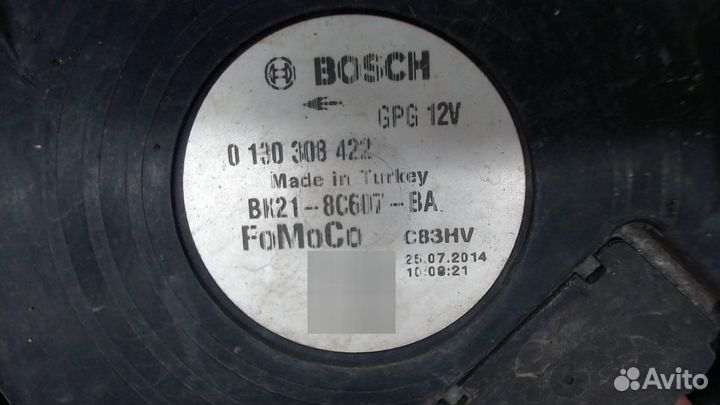 BOSCH
GPG 12V
0 130 308 422
Made in Turkey
BK21-8C607-BA
FoMoCo C83HV
25.07.2014
10:09:21
Avito